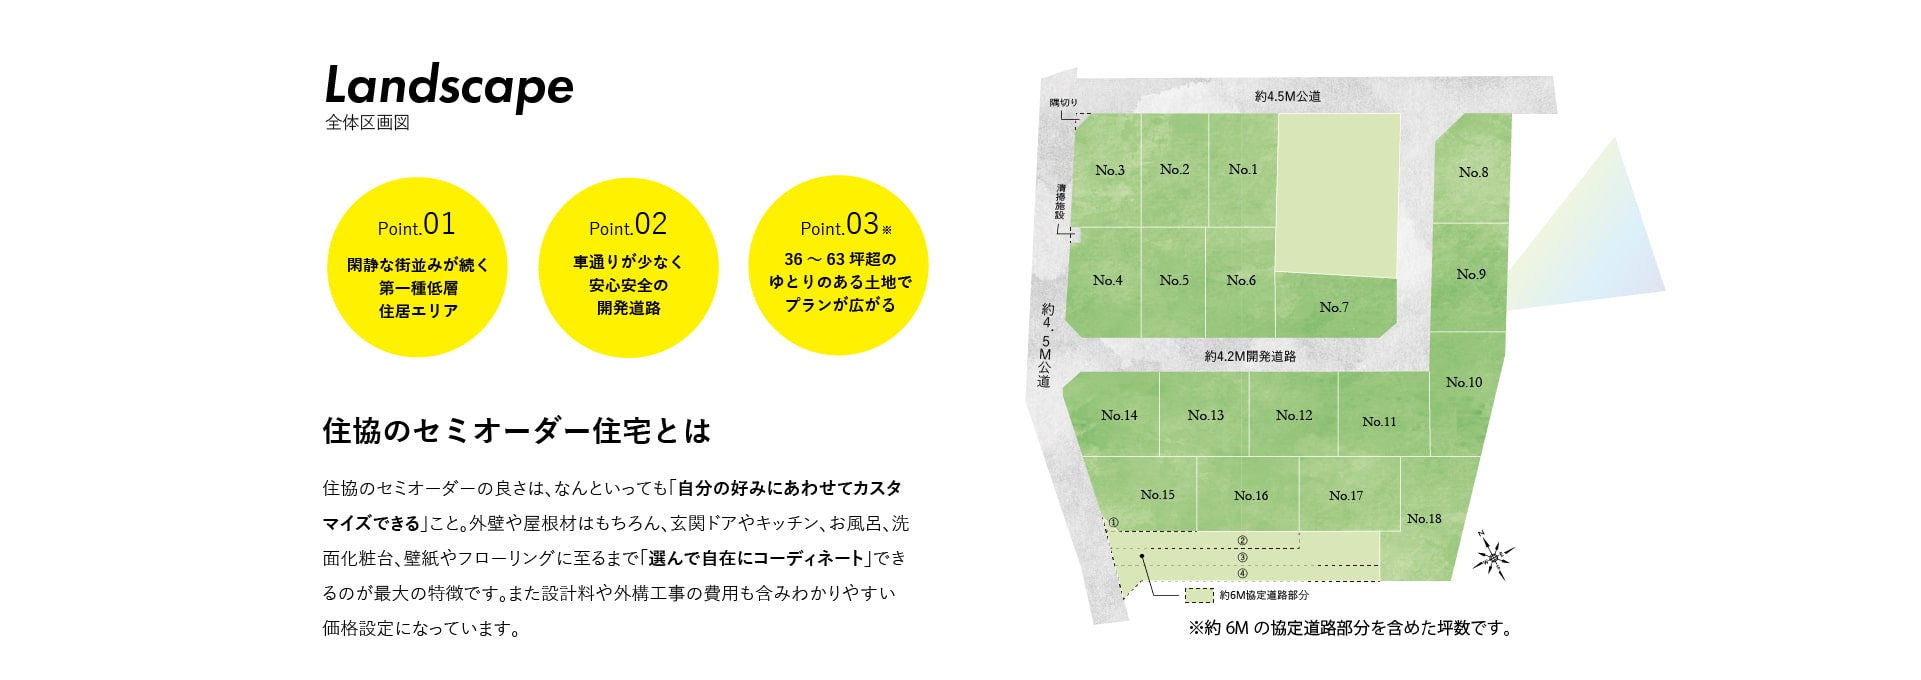 Landscape
全体区画図
Point.01
閑静な街並みが続く
第一種低層
住居エリア
Point.02
車通りが少なく
安心安全の
開発道路
Point.03※
36 ～ 63 坪超の
ゆとりのある土地で
プランが広がる
住協のセミオーダー住宅とは
住協のセミオーダーの良さは、なんといっても「自分の好みにあわせてカスタ
マイズできる」こと。外壁や屋根材はもちろん、玄関ドアやキッチン、お風呂、洗
面化粧台、壁紙やフローリングに至るまで「選んで自在にコーディネート」でき
るのが最大の特徴です。また設計料や外構工事の費用も含みわかりやすい
価格設定になっています。
約4.5M公道
隅切り
No.3
No.2
No.1
No.8
清掃施設
No.4
No.5
No.6
No.7
No.9
約4.5M公道
約4.2M開発道路
No.10
No.14
No.13
No.12
No.11
No.15
No.16
No.17
No.18
①
②
③
④
N
約6M協定道路部分
※約 6M の協定道路部分を含めた坪数です。